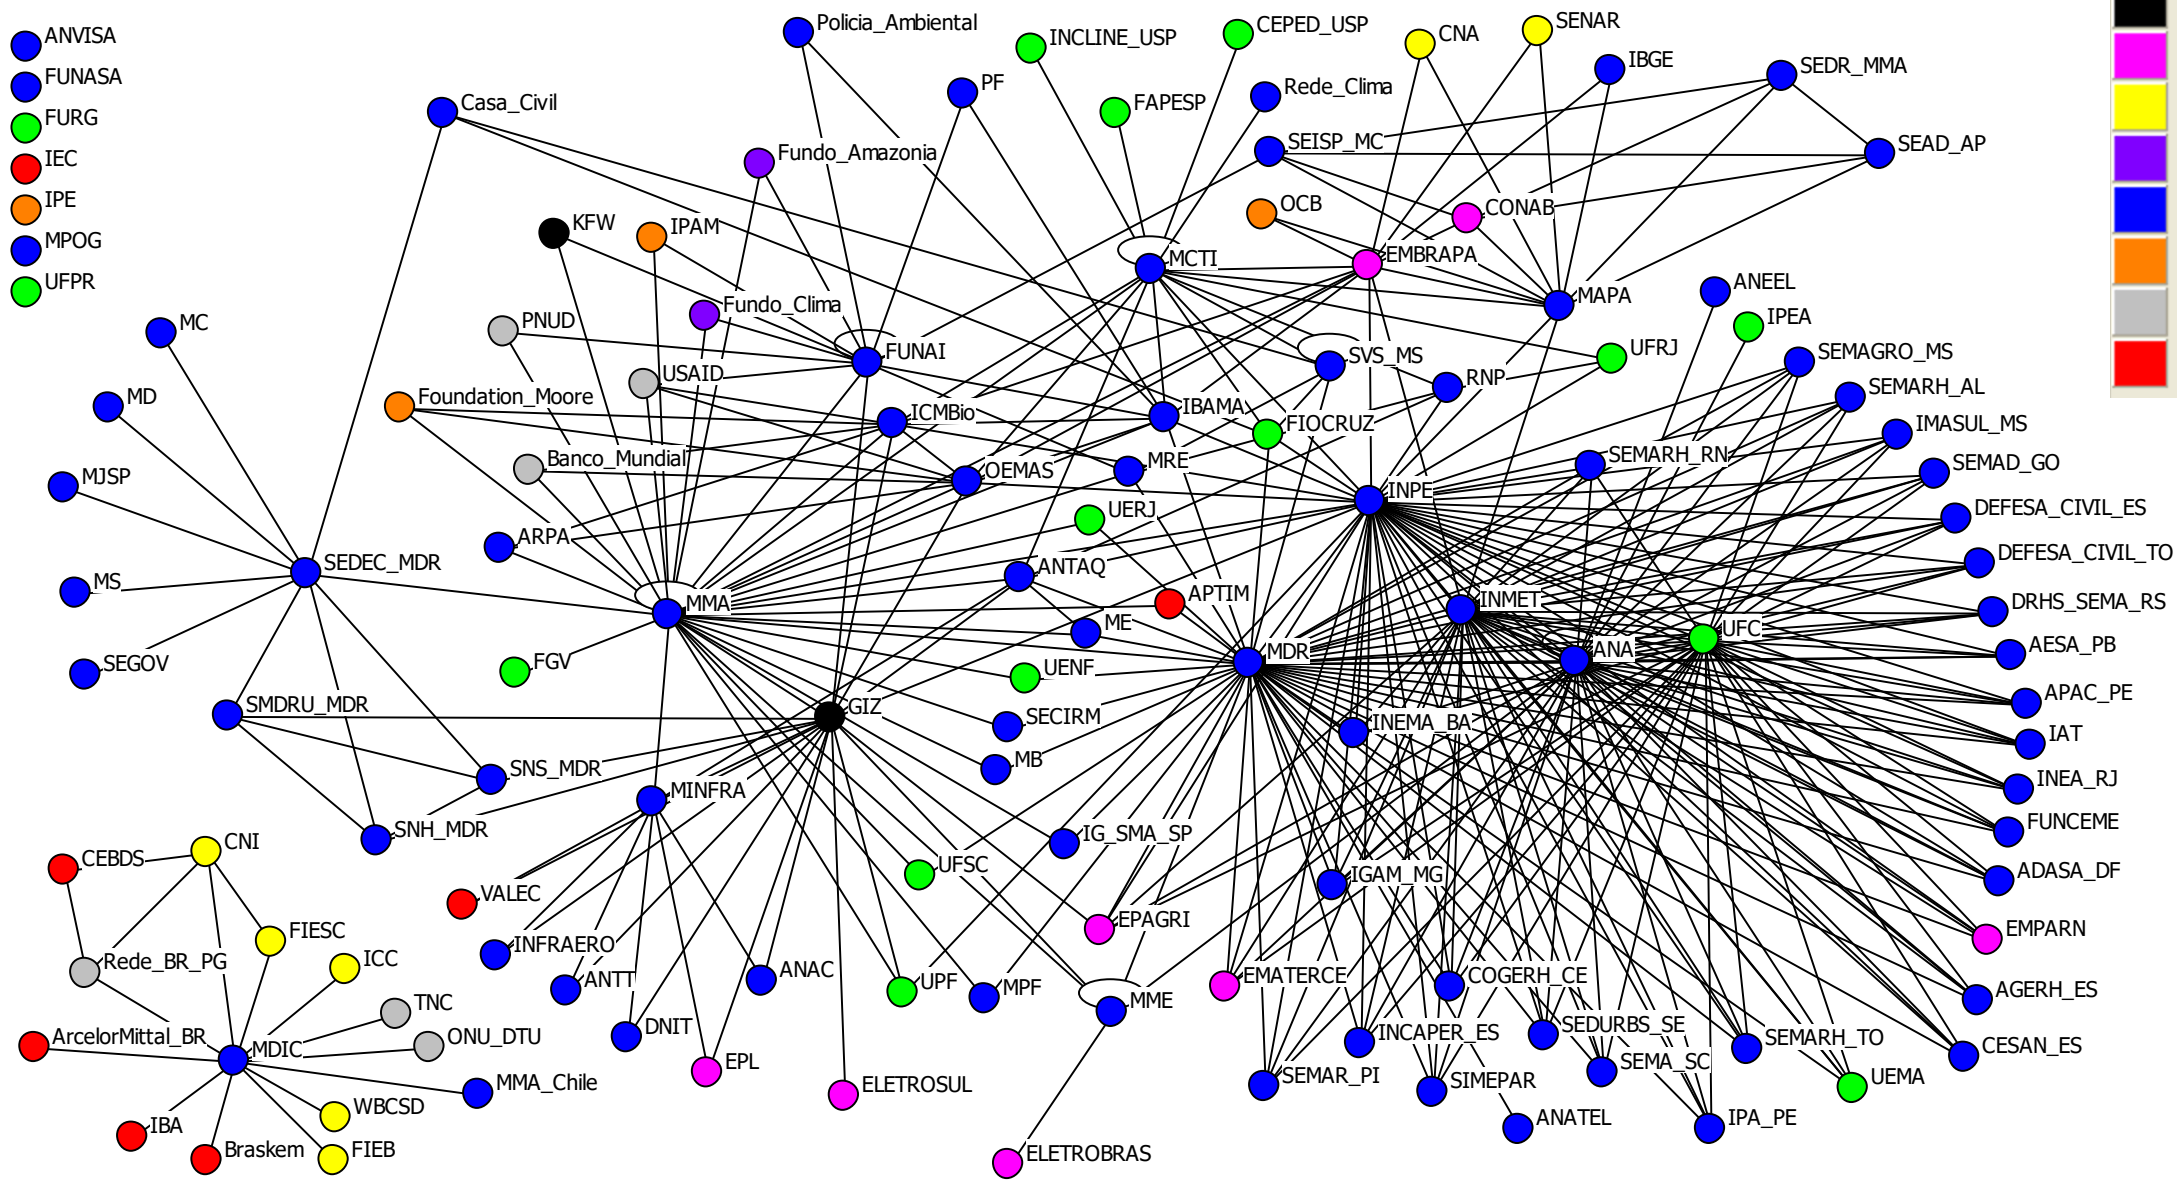 ANVISA
FUNASA
FURG
IEC
IPE
MPOG
UFPR
Policia_Ambiental
INCLINE_USP
CEPED_USP
CNA
SENAR
IBGE
SEDR_MMA
Casa_Civil
PF
FAPESP
Rede_Clima
SEISP_MC
SEAD_AP
Fundo_Amazonia
KFW
IPAM
OCB
CONAB
MCTI
EMBRAPA
MAPA
ANEEL
IPEA
MC
PNUD
Fundo_Clima
FUNAI
SVS_MS
UFRJ
SEMAGRO_MS
MD
Foundation_Moore
USAID
ICMBio
IBAMA
RNP
SEMARH_AL
FIOCRUZ
IMASUL_MS
MJSP
Banco_Mundial
OEMAS
MRE
INPE
SEMARH_RN
SEMAD_GO
UERJ
DEFESA_CIVIL_ES
ARPA
SEDEC_MDR
ANTAQ
DEFESA_CIVIL_TO
MS
MMA
APTIM
INMET
DRHS_SEMA_RS
ME
UFC
SEGOV
FGV
UENF
MDR
ANA
AESA_PB
SMDRU_MDR
GIZ
SECIRM
INEMA_BA
APAC_PE
IAT
SNS_MDR
MINFRA
MB
INEA_RJ
SNH_MDR
IG_SMA_SP
FUNCEME
CNI
CEBDS
UFSC
IGAM_MG
ADASA_DF
VALEC
EPAGRI
EMPARN
FIESC
INFRAERO
Rede_BR_PG
ICC
ANTT
ANAC
UPF
MPF
MME
EMATERCE
COGERH_CE
AGERH_ES
TNC
DNIT
ArcelorMittal_BR
ONU_DTU
MDIC
INCAPER_ES
SEDURBS_SE
SEMARH_TO
CESAN_ES
EPL
ELETROSUL
SEMAR_PI
SIMEPAR
SEMA_SC
UEMA
MMA_Chile
WBCSD
IBA
ANATEL
IPA_PE
Braskem
FIEB
ELETROBRAS